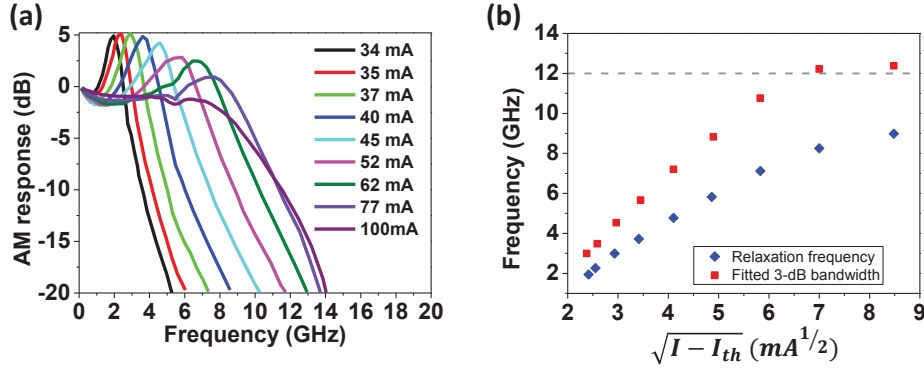 (a)
5
0
-5
-10
-15
-20
AM response (dB)
0 2 4 6 8 10 12 14 16 18 20
Frequency (GHz)
34 mA
35 mA
37 mA
40 mA
45 mA
52 mA
62 mA
77 mA
100mA
(b)
16
14
12
10
8
6
4
2
Frequency (GHz)
2 3 4 5 6 7 8 9
√I − Ith (mA^1/2)
Relaxation frequency
Fitted 3-dB bandwidth